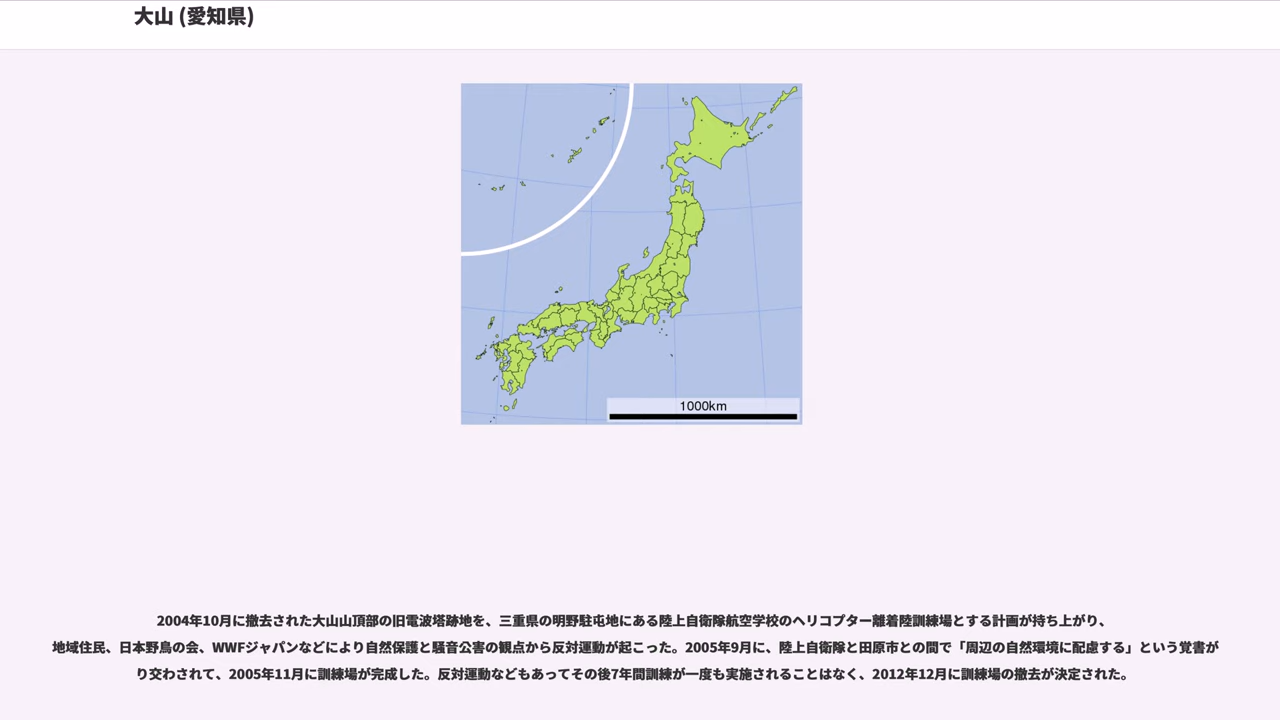 大山 (愛知県)
1000km
2004年10月に撤去された大山山頂部の旧電波塔跡地を、三重県の明野駐屯地にある陸上自衛隊航空学校のヘリコプター離着陸訓練場とする計画が持ち上がり、
地域住民、日本野鳥の会、WWFジャパンなどにより自然保護と騒音公害の観点から反対運動が起こった。2005年9月に、陸上自衛隊と田原市との間で「周辺の自然環境に配慮する」という覚書が
り交わされて、2005年11月に訓練場が完成した。反対運動などもあってその後7年間訓練が一度も実施されることはなく、2012年12月に訓練場の撤去が決定された。